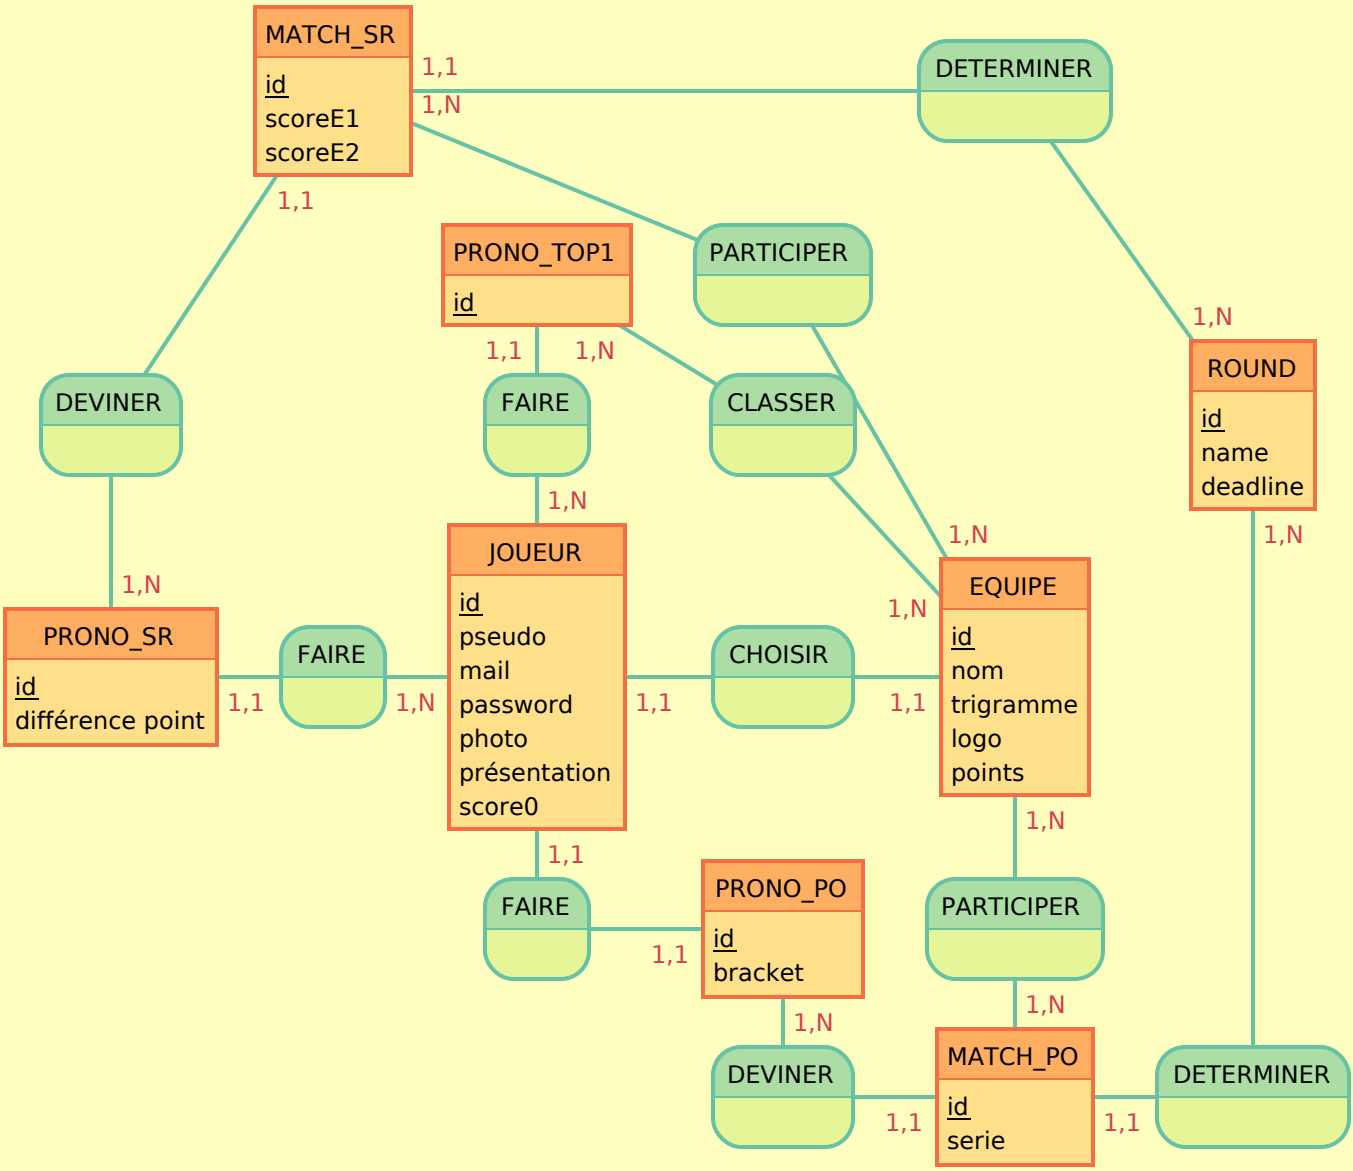 MATCH_SR
id
scoreE1
scoreE2
1,1
1,N
1,1
DETERMINER
PARTICIPER
PRONO_TOP1
id
1,1
1,N
1,N
ROUND
id
name
deadline
1,N
DEVINER
FAIRE
CLASSER
1,N
1,N
1,N
1,N
JOUEUR
id
pseudo
mail
password
photo
présentation
score0
EQUIPE
id
nom
trigramme
logo
points
PRONO_SR
id
différence point
1,1
FAIRE
1,N
1,1
CHOISIR
1,1
1,1
1,N
FAIRE
1,1
PRONO_PO
id
bracket
PARTICIPER
1,N
1,N
DEVINER
1,1
MATCH_PO
id
serie
1,1
DETERMINER